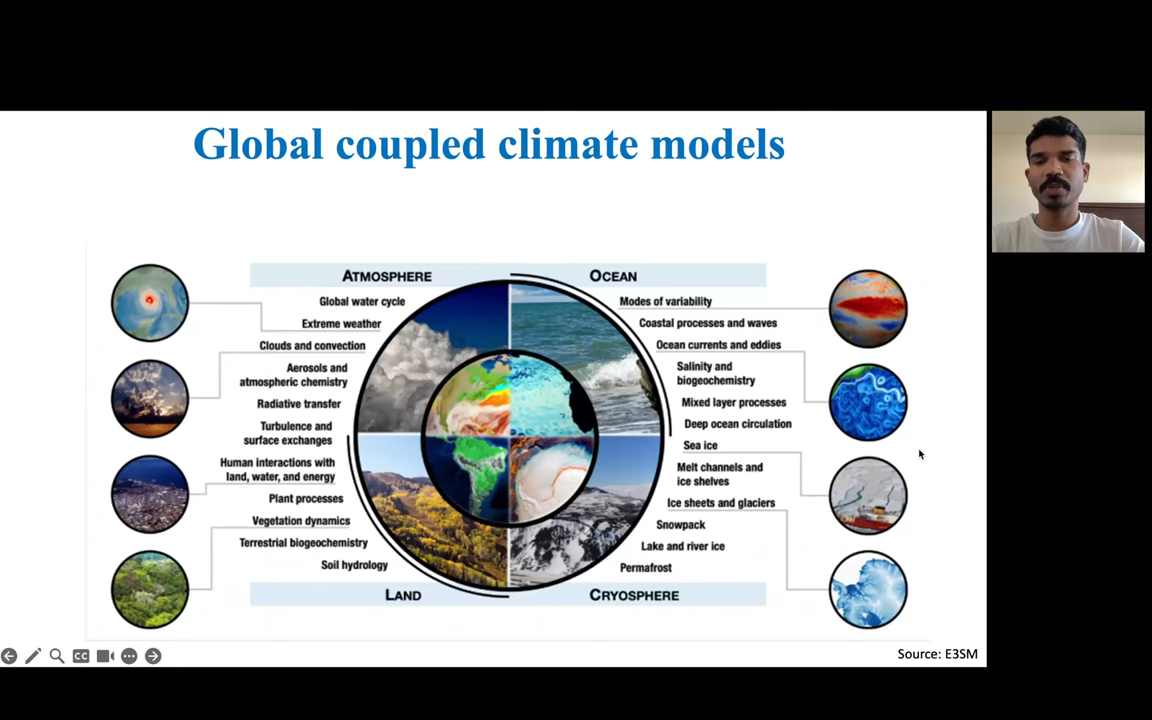 Global coupled climate models
ATMOSPHERE
Global water cycle
Extreme weather
Clouds and convection
Aerosols and
atmospheric chemistry
Radiative transfer
Turbulence and
surface exchanges
Human interactions with
land, water, and energy
Plant processes
Vegetation dynamics
Terrestrial biogeochemistry
Soil hydrology
LAND
OCEAN
Modes of variability
Coastal processes and waves
Ocean currents and eddies
Salinity and
biogeochemistry
Mixed layer processes
Deep ocean circulation
Sea ice
Melt channels and
ice shelves
Ice sheets and glaciers
Snowpack
Lake and river ice
Permafrost
CRYOSPHERE
CC
Source: E3SM